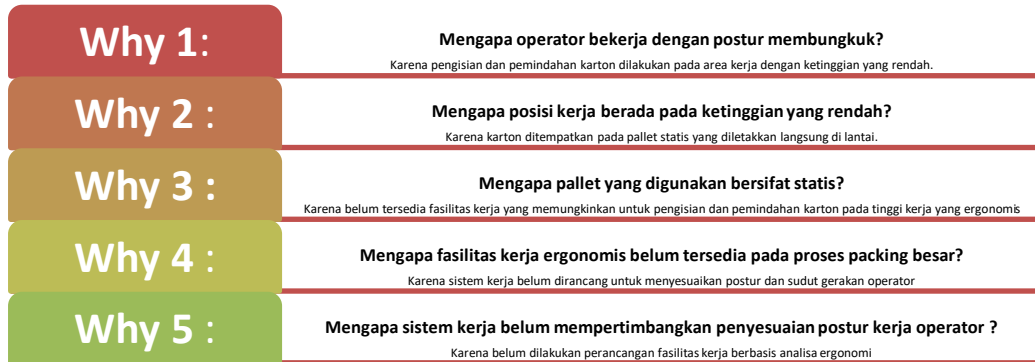 Why 1:
Mengapa operator bekerja dengan postur membungkuk?
Karena pengisian dan pemindahan karton dilakukan pada area kerja dengan ketinggian yang rendah.
Why 2 :
Mengapa posisi kerja berada pada ketinggian yang rendah?
Karena karton ditempatkan pada pallet statis yang diletakkan langsung di lantai.
Why 3 :
Mengapa pallet yang digunakan bersifat statis?
Karena belum tersedia fasilitas kerja yang memungkinkan untuk pengisian dan pemindahan karton pada tinggi kerja yang ergonomis
Why 4 :
Mengapa fasilitas kerja ergonomis belum tersedia pada proses packing besar?
Karena sistem kerja belum dirancang untuk menyesuaikan postur dan sudut gerakan operator
Why 5 :
Mengapa sistem kerja belum mempertimbangkan penyesuaian postur kerja operator ?
Karena belum dilakukan perancangan fasilitas kerja berbasis analisa ergonomi